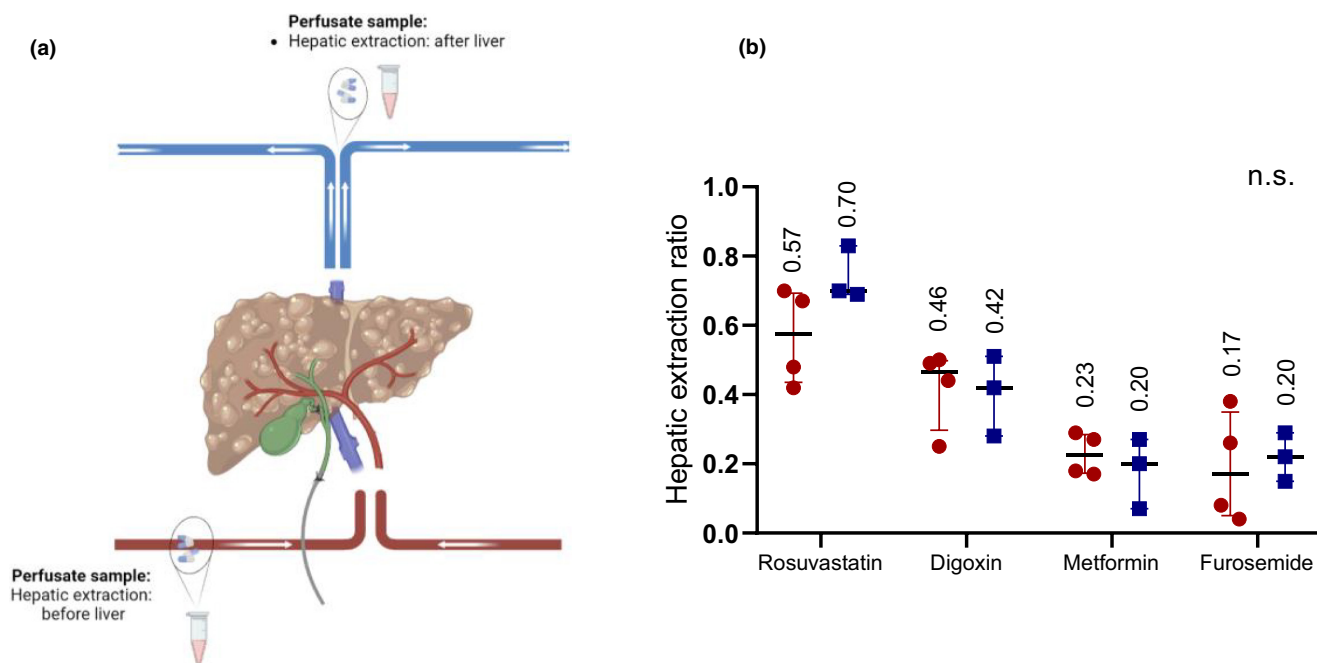 (a)
Perfusate sample:
• Hepatic extraction: after liver
Perfusate sample:
Hepatic extraction:
before liver
(b)
n.s.
Hepatic extraction ratio
1.0
0.8
0.6
0.4
0.2
0.0
0.57
0.70
0.46
0.42
0.23
0.20
0.17
0.20
Rosuvastatin
Digoxin
Metformin
Furosemide